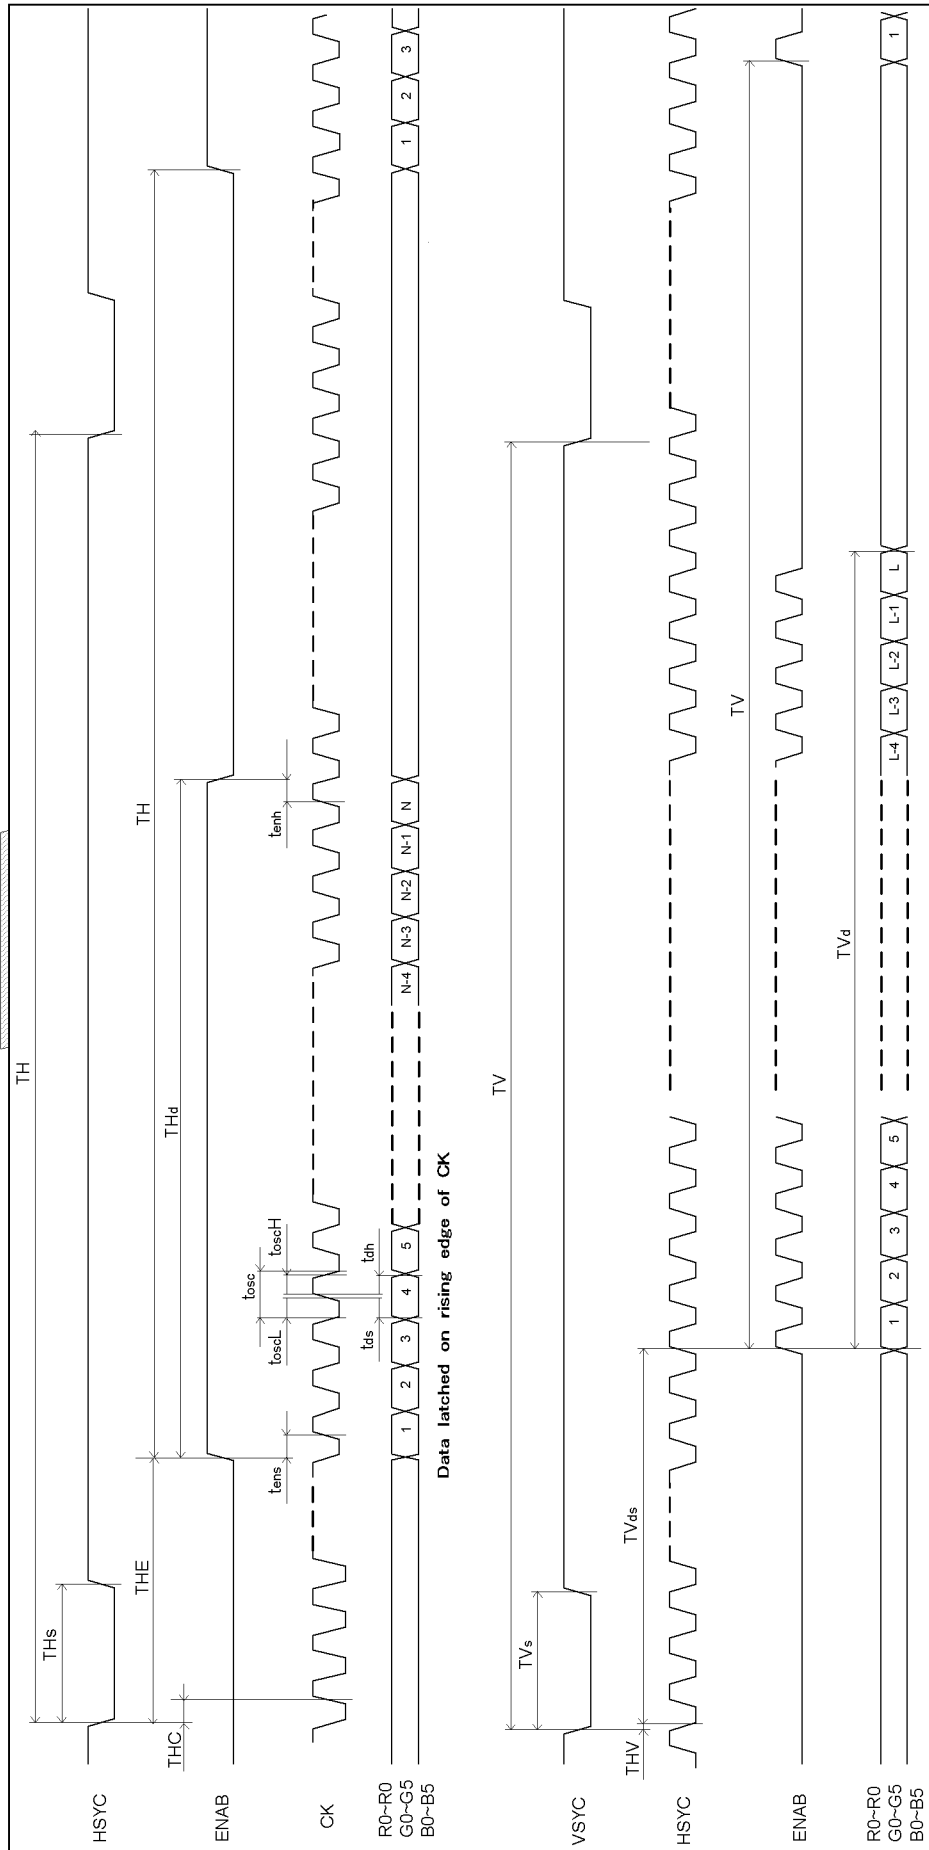 TH
HSYC
THs
THE
THC
TH
THd
ENAB
tenh
tens
toscH
tosc
toscL
CK
tdh
tds
R0~R0
G0~G5
B0~B5
1 2 3 4 5 N-4 N-3 N-2 N-1 N 1 2 3
Data latched on rising edge of CK
TV
VSYC
TVs
TVds
THV
HSYC
TV
ENAB
TVd
R0~R0
G0~G5
B0~B5
1 2 3 4 5 L-4 L-3 L-2 L-1 L 1